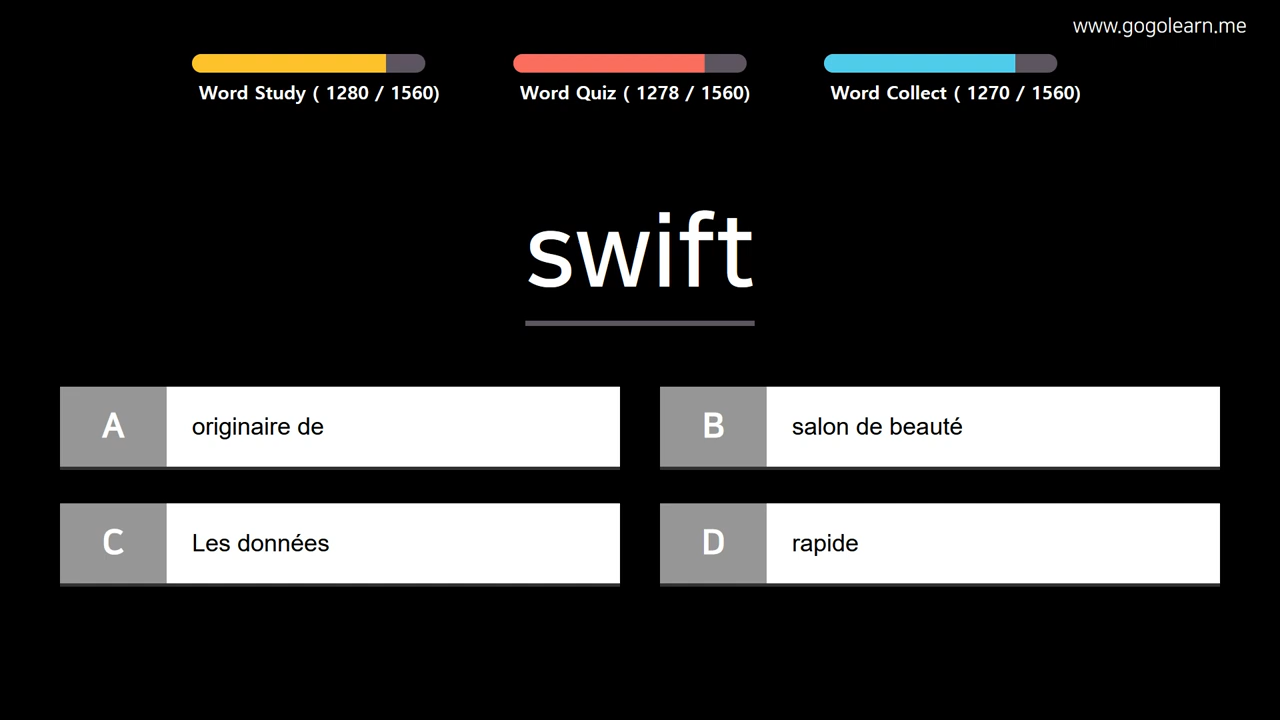 www.gogolearn.me
Word Study ( 1280 / 1560)
Word Quiz ( 1278 / 1560)
Word Collect ( 1270 / 1560)
swift
A originaire de
B salon de beauté
C Les données
D rapide